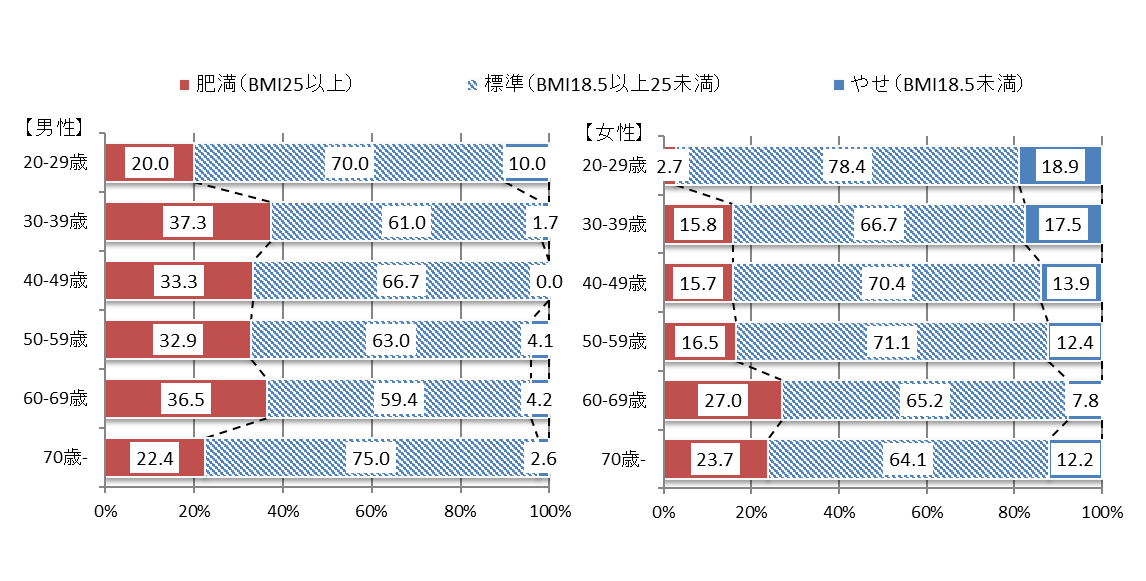 肥満（BMI25以上） 標準（BMI18.5以上25未満） やせ（BMI18.5未満）
【男性】
20-29歳 20.0 70.0 10.0
30-39歳 37.3 61.0 1.7
40-49歳 33.3 66.7 0.0
50-59歳 32.9 63.0 4.1
60-69歳 36.5 59.4 4.2
70歳- 22.4 75.0 2.6
0% 20% 40% 60% 80% 100%
【女性】
20-29歳 2.7 78.4 18.9
30-39歳 15.8 66.7 17.5
40-49歳 15.7 70.4 13.9
50-59歳 16.5 71.1 12.4
60-69歳 27.0 65.2 7.8
70歳- 23.7 64.1 12.2
0% 20% 40% 60% 80% 100%